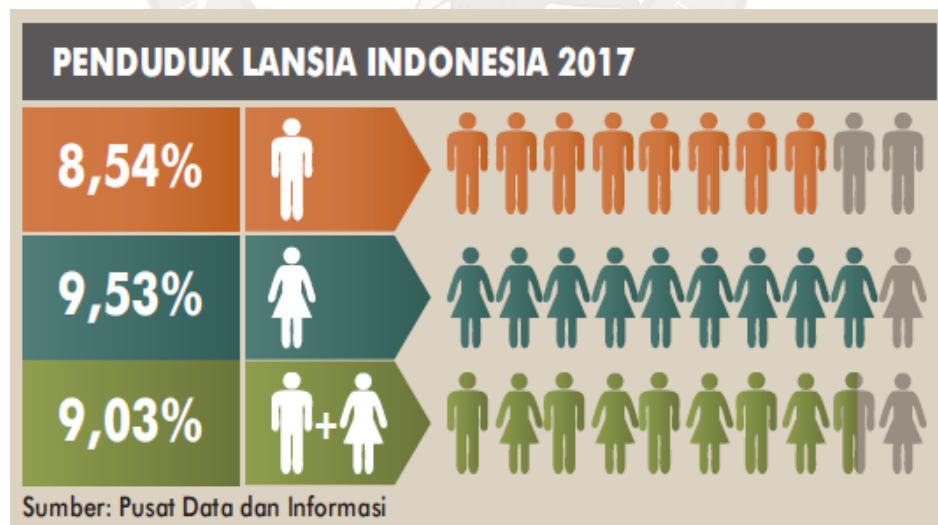 PENDUDUK LANSIA INDONESIA 2017
8,54%
9,53%
9,03%
+
Sumber: Pusat Data dan Informasi